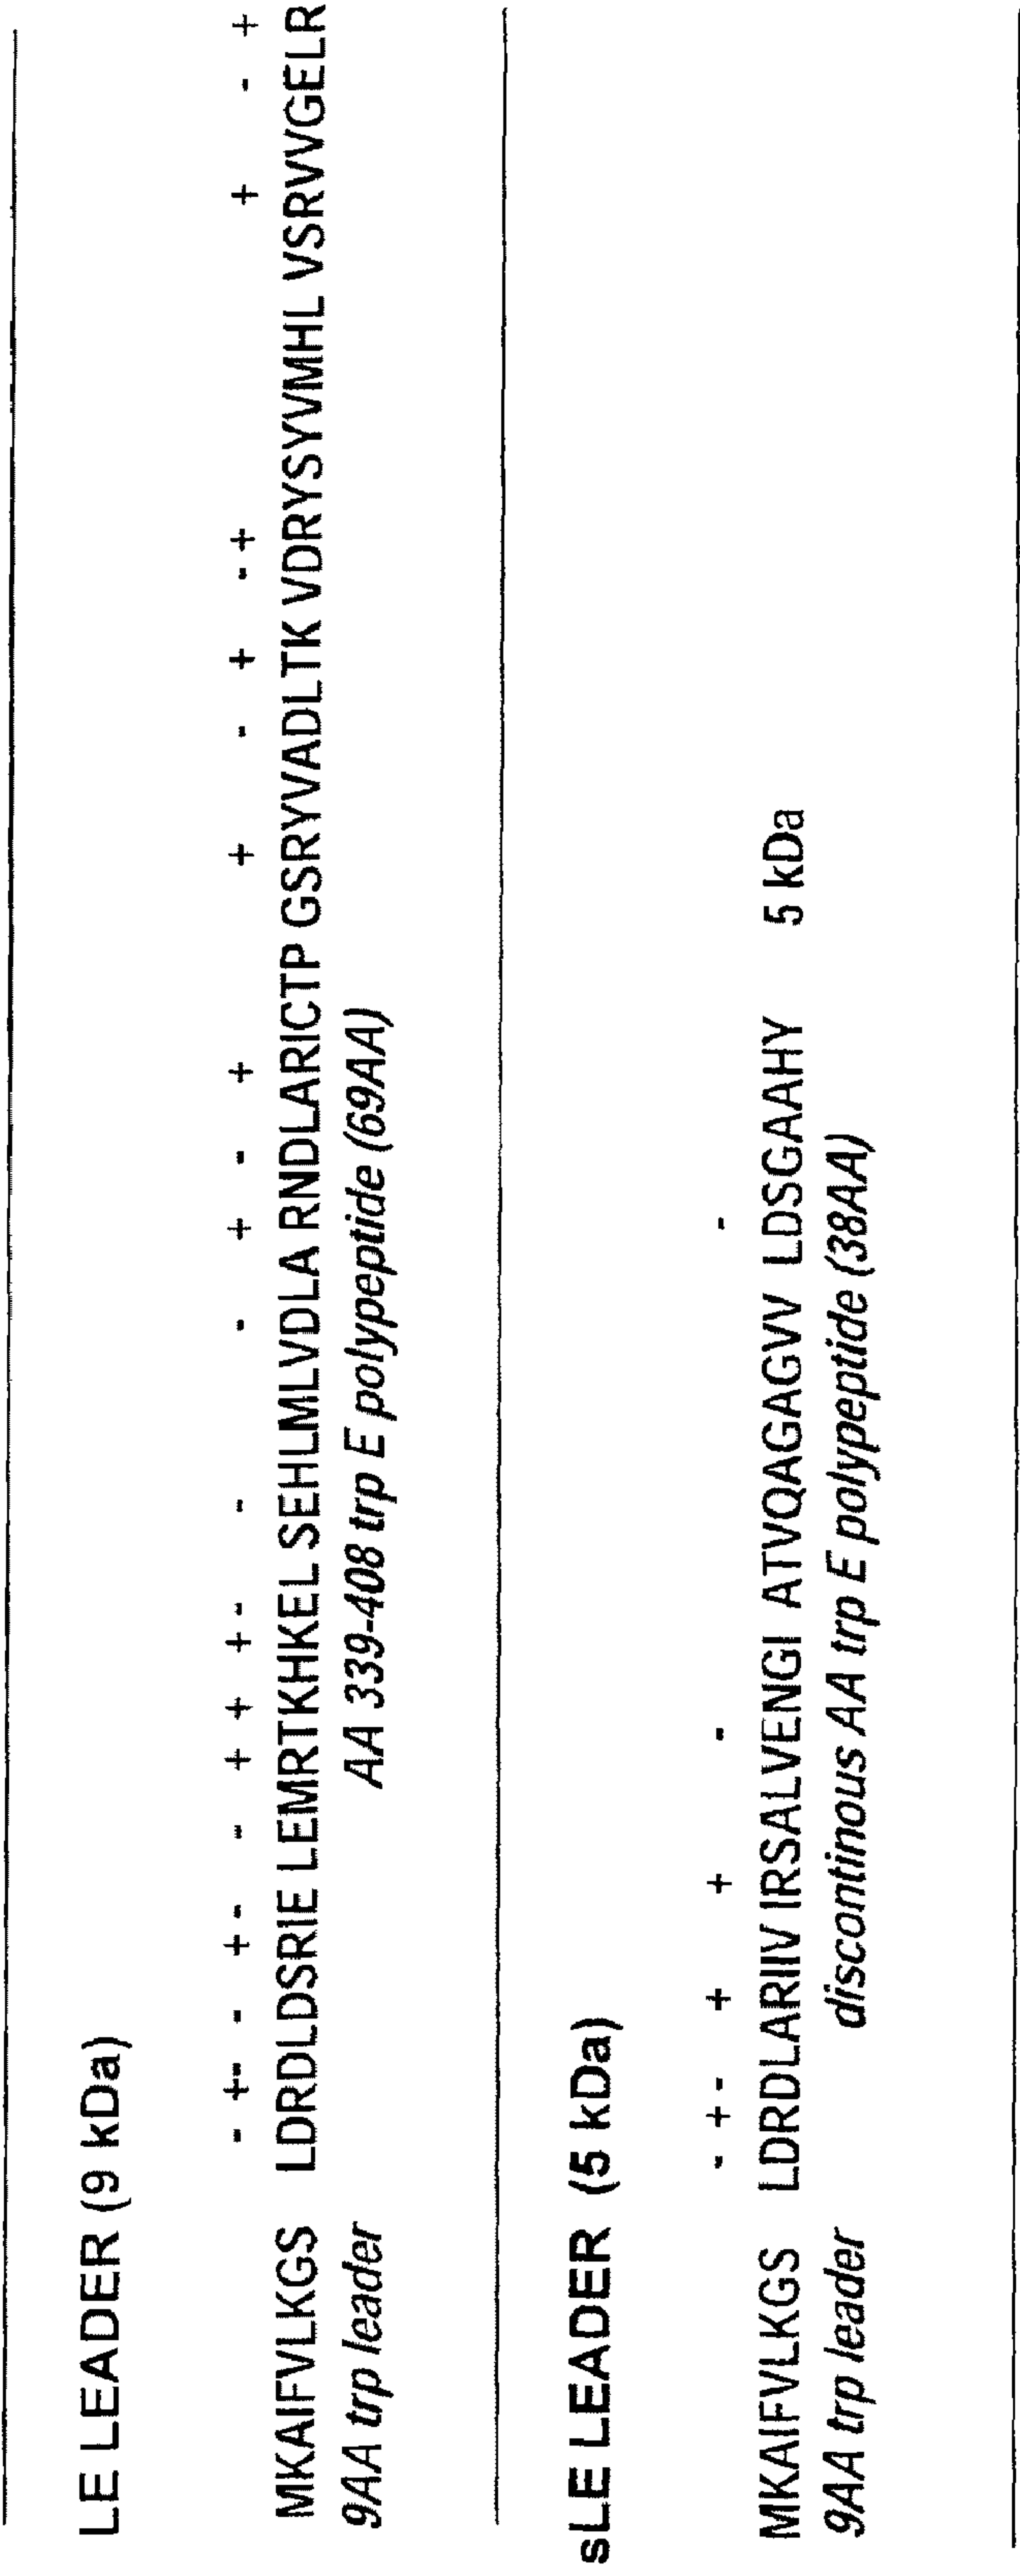 LE LEADER (9 kDa)
- +- - +- - + + +- - - + - + + - + -+ + - +
MKAIFVLKGS LDRDLDSRIE LEMRTKHKEL SEHLMLVDLA RNDLARICTP GSRYVADLTK VDRYSYVMHL VSRVVGELR
9AA trp leader AA 339-408 trp E polypeptide (69AA)
sLE LEADER (5 kDa)
- +- + + - -
MKAIFVLKGS LDRDLARIIV IRSALVENGI ATVQAGAGVV LDSGAAHY 5 kDa
9AA trp leader discontinous AA trp E polypeptide (38AA)